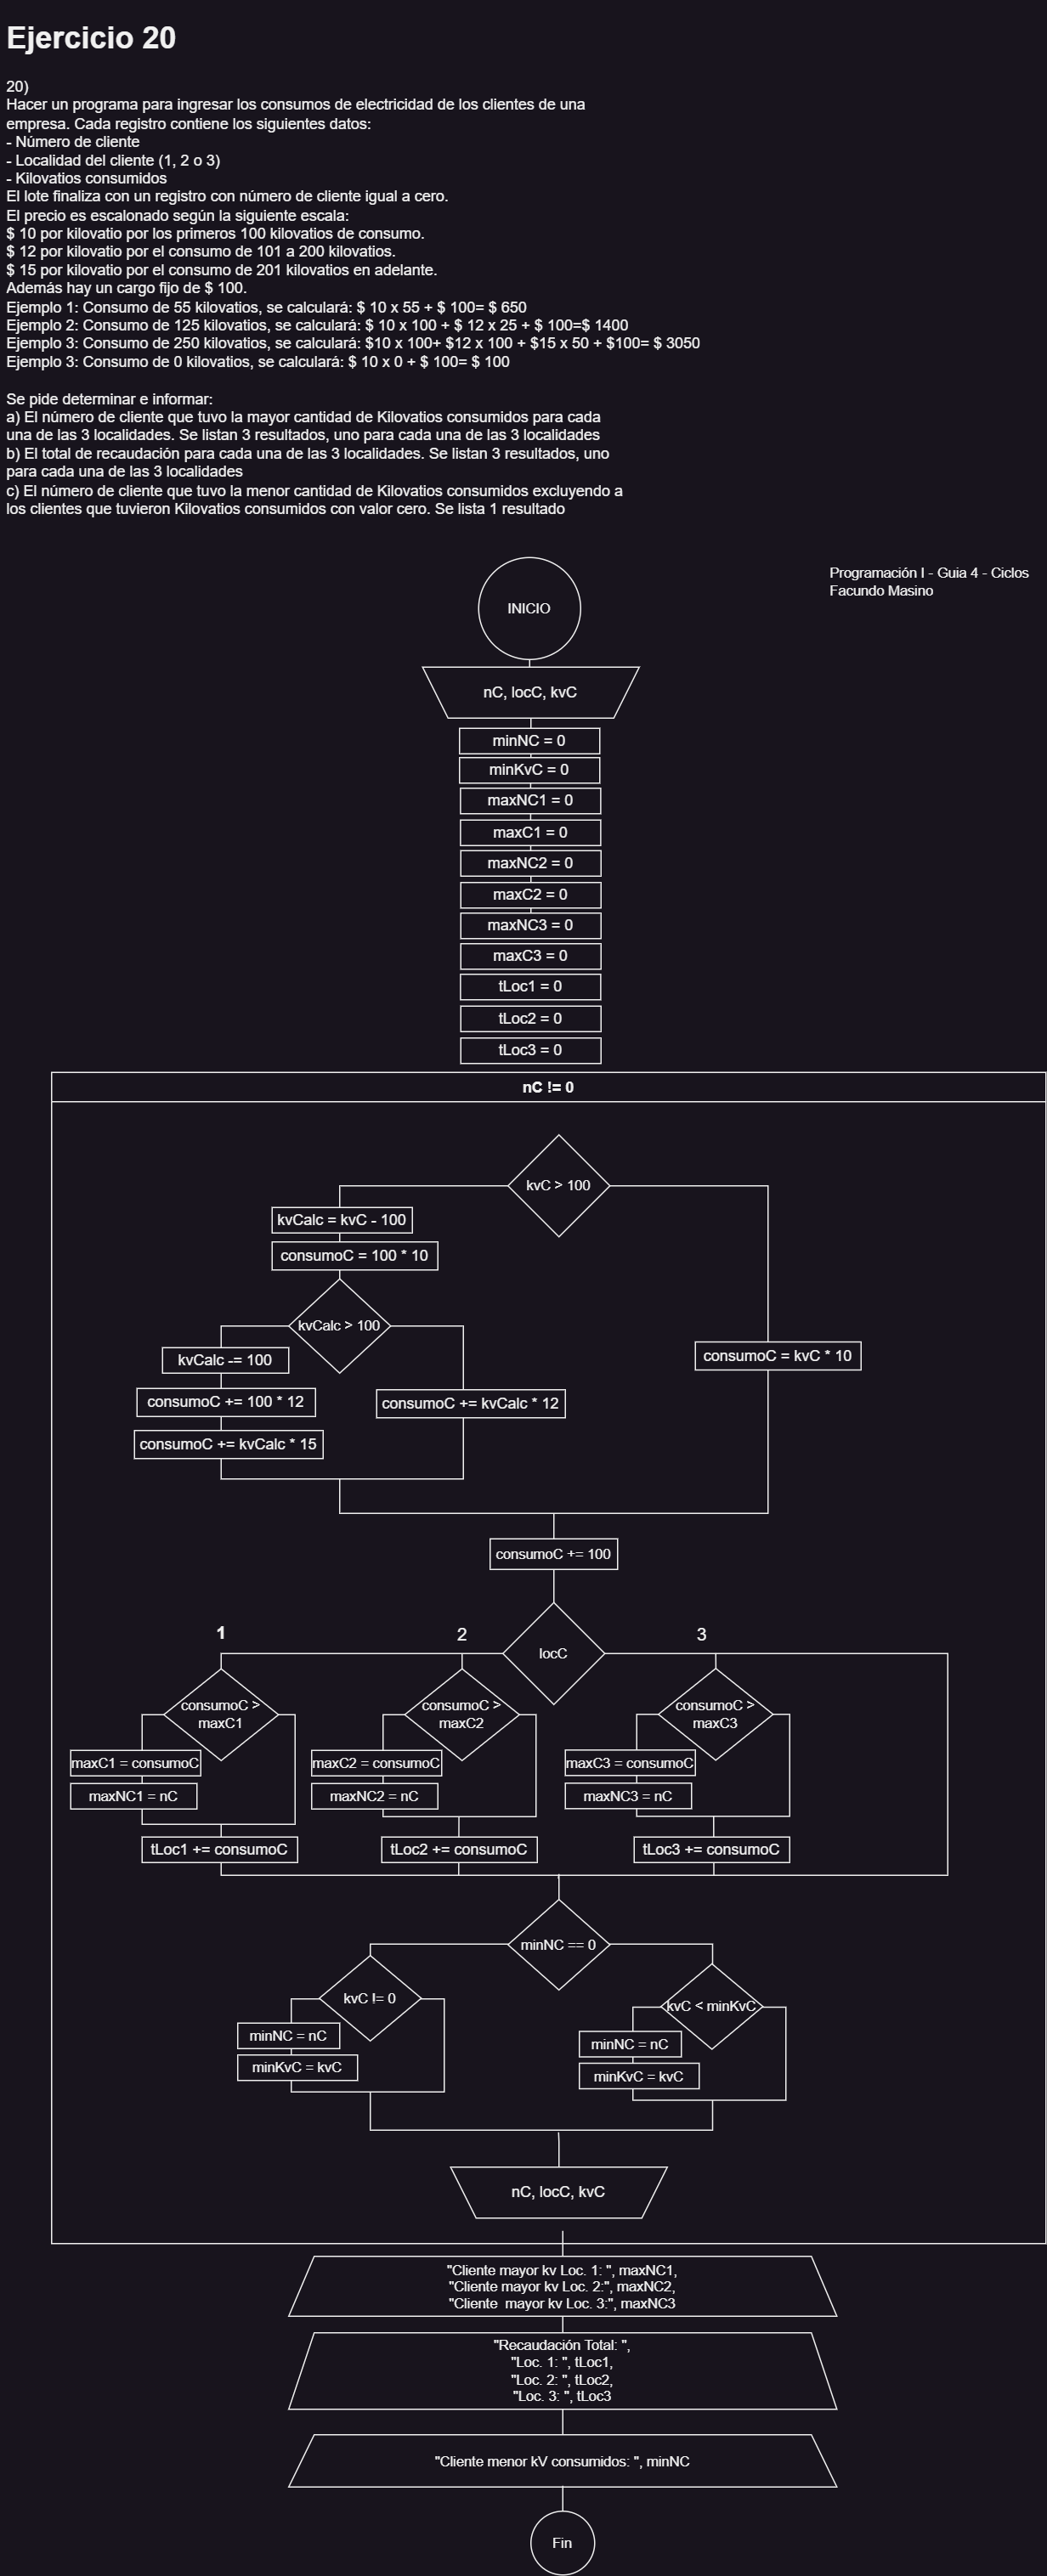 Ejercicio 20
20)
Hacer un programa para ingresar los consumos de electricidad de los clientes de una
empresa. Cada registro contiene los siguientes datos:
- Número de cliente
- Localidad del cliente (1, 2 o 3)
- Kilovatios consumidos
El lote finaliza con un registro con número de cliente igual a cero.
El precio es escalonado según la siguiente escala:
$ 10 por kilovatio por los primeros 100 kilovatios de consumo.
$ 12 por kilovatio por el consumo de 101 a 200 kilovatios.
$ 15 por kilovatio por el consumo de 201 kilovatios en adelante.
Además hay un cargo fijo de $ 100.
Ejemplo 1: Consumo de 55 kilovatios, se calculará: $ 10 x 55 + $ 100= $ 650
Ejemplo 2: Consumo de 125 kilovatios, se calculará: $ 10 x 100 + $ 12 x 25 + $ 100=$ 1400
Ejemplo 3: Consumo de 250 kilovatios, se calculará: $10 x 100+ $12 x 100 + $15 x 50 + $100= $ 3050
Ejemplo 3: Consumo de 0 kilovatios, se calculará: $ 10 x 0 + $ 100= $ 100
Se pide determinar e informar:
a) El número de cliente que tuvo la mayor cantidad de Kilovatios consumidos para cada
una de las 3 localidades. Se listan 3 resultados, uno para cada una de las 3 localidades
b) El total de recaudación para cada una de las 3 localidades. Se listan 3 resultados, uno
para cada una de las 3 localidades
c) El número de cliente que tuvo la menor cantidad de Kilovatios consumidos excluyendo a
los clientes que tuvieron Kilovatios consumidos con valor cero. Se lista 1 resultado
Programación I - Guia 4 - Ciclos
Facundo Masino
INICIO
nC, locC, kvC
minNC = 0
minKvC = 0
maxNC1 = 0
maxC1 = 0
maxNC2 = 0
maxC2 = 0
maxNC3 = 0
maxC3 = 0
tLoc1 = 0
tLoc2 = 0
tLoc3 = 0
nC != 0
kvC > 100
kvCalc = kvC - 100
consumoC = 100 * 10
kvCalc > 100
kvCalc -= 100
consumoC += 100 * 12
consumoC += kvCalc * 15
consumoC += kvCalc * 12
consumoC = kvC * 10
consumoC += 100
locC
1
2
3
consumoC >
maxC1
maxC1 = consumoC
maxNC1 = nC
tLoc1 += consumoC
consumoC >
maxC2
maxC2 = consumoC
maxNC2 = nC
tLoc2 += consumoC
consumoC >
maxC3
maxC3 = consumoC
maxNC3 = nC
tLoc3 += consumoC
minNC == 0
kvC != 0
minNC = nC
minKvC = kvC
kvC < minKvC
minNC = nC
minKvC = kvC
nC, locC, kvC
"Cliente mayor kv Loc. 1: ", maxNC1,
"Cliente mayor kv Loc. 2:", maxNC2,
"Cliente  mayor kv Loc. 3:", maxNC3
"Recaudación Total: ",
"Loc. 1: ", tLoc1,
"Loc. 2: ", tLoc2,
"Loc. 3: ", tLoc3
"Cliente menor kV consumidos: ", minNC
Fin